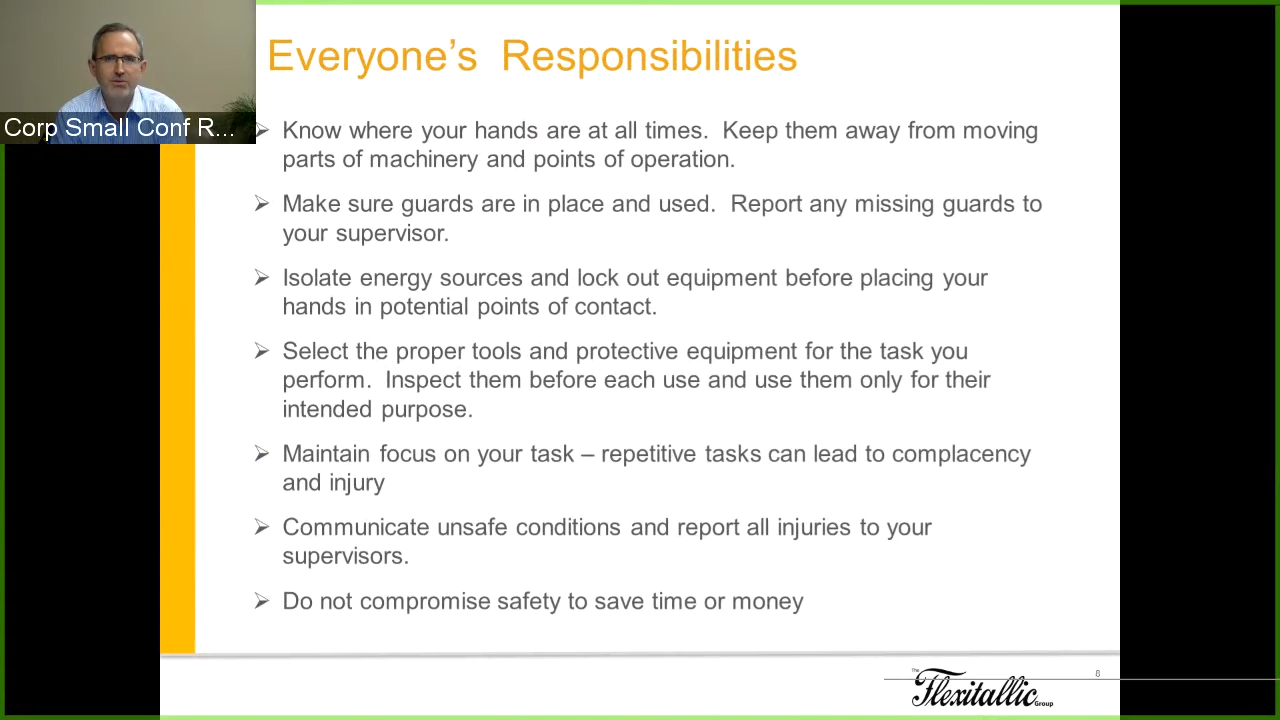 Everyone’s  Responsibilities
Corp Small Conf R...
➢ Know where your hands are at all times.  Keep them away from moving
parts of machinery and points of operation.
➢ Make sure guards are in place and used.  Report any missing guards to
your supervisor.
➢ Isolate energy sources and lock out equipment before placing your
hands in potential points of contact.
➢ Select the proper tools and protective equipment for the task you
perform.  Inspect them before each use and use them only for their
intended purpose.
➢ Maintain focus on your task – repetitive tasks can lead to complacency
and injury
➢ Communicate unsafe conditions and report all injuries to your
supervisors.
➢ Do not compromise safety to save time or money
The Flexitallic Group
8